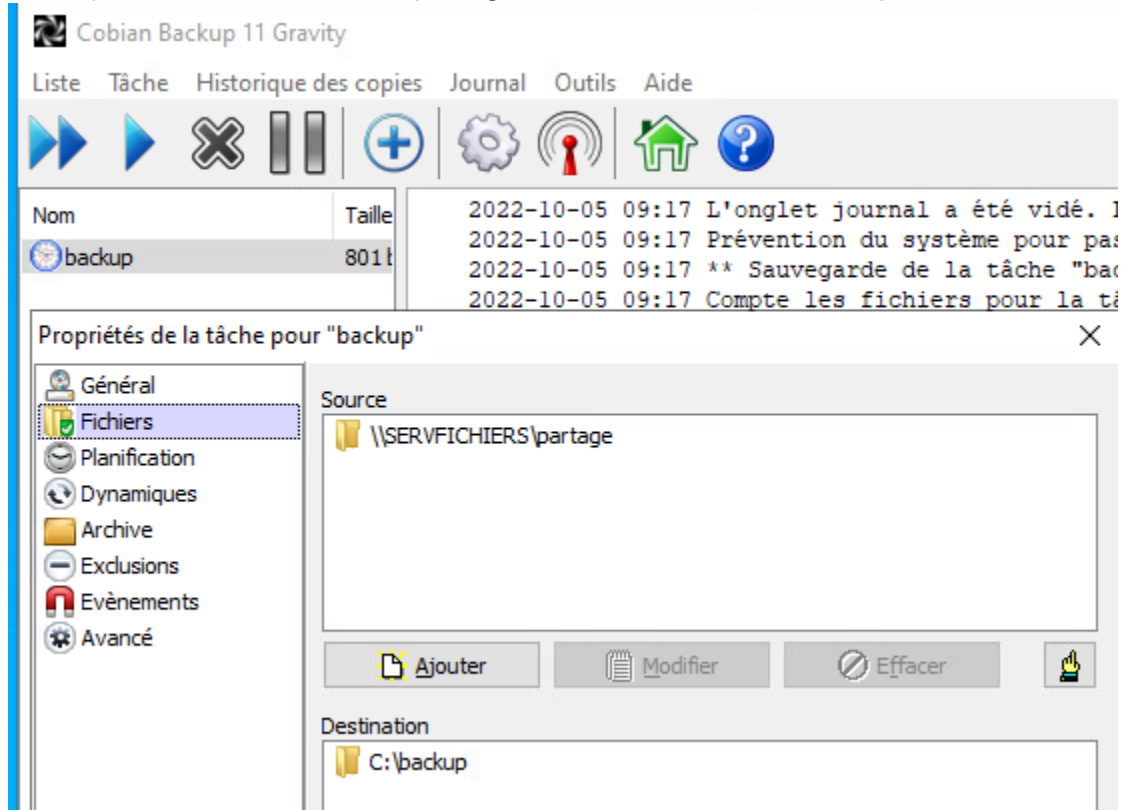 Cobian Backup 11 Gravity
Liste Tâche Historique des copies Journal Outils Aide
Nom Taille
backup 801
2022-10-05 09:17 L'onglet journal a été vidé.
2022-10-05 09:17 Prévention du système pour
2022-10-05 09:17 ** Sauvegarde de la tâche
2022-10-05 09:17 Compte les fichiers pour la
Propriétés de la tâche pour "backup"
Général
Fichiers
Planification
Dynamiques
Archive
Exclusions
Evènements
Avancé
Source
\\SERVFICHIERS\partage
Ajouter Modifier Effacer
Destination
C:\backup